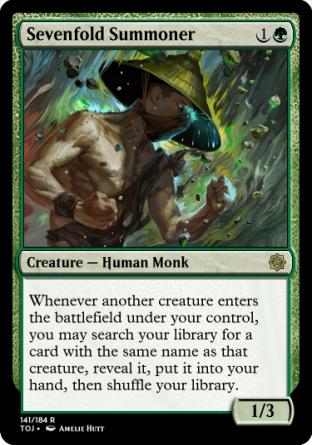 Sevenfold Summoner 1
Creature — Human Monk
Whenever another creature enters
the battlefield under your control,
you may search your library for a
card with the same name as that
creature, reveal it, put it into your
hand, then shuffle your library.
1/3
141/184 R
TOJ • Amelie Hutt